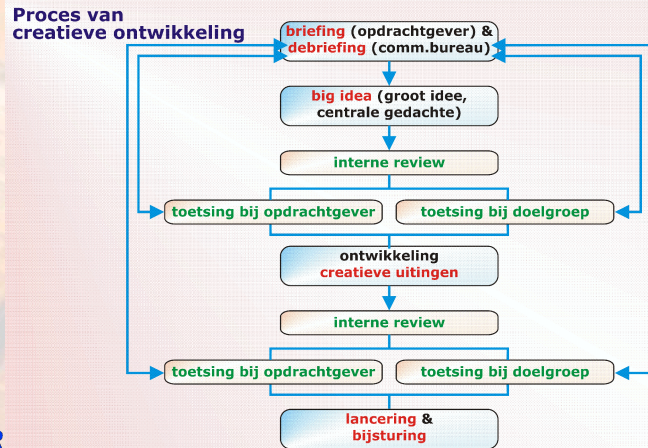 Proces van
creatieve ontwikkeling
briefing (opdrachtgever) &
debriefing (comm.bureau)
big idea (groot idee,
centrale gedachte)
interne review
toetsing bij opdrachtgever
toetsing bij doelgroep
ontwikkeling
creatieve uitingen
interne review
toetsing bij opdrachtgever
toetsing bij doelgroep
lancering &
bijsturing